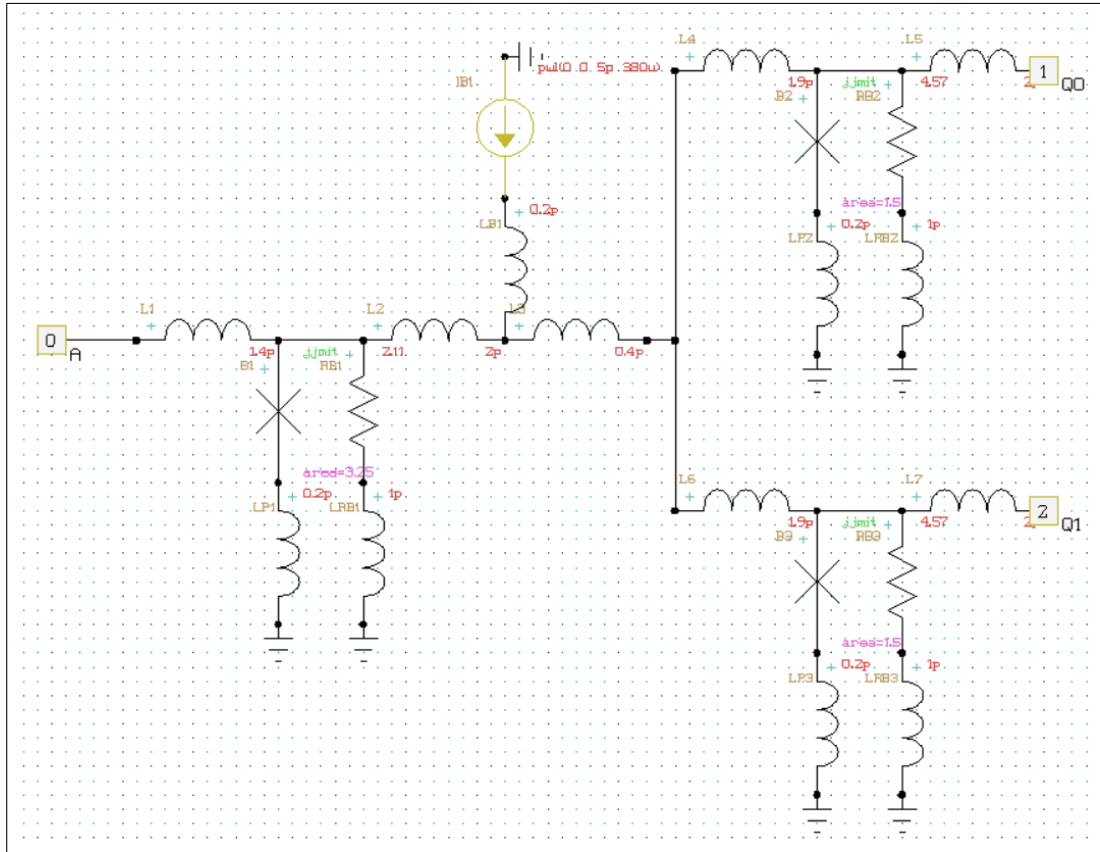 L4
L5
IB1
pwl(0 0 5p 380u)
1
Q0
1.9p
jjmit
4.57
B2
RB2
area=1.5
0.2p
LB1
0.2p
1p
LP2
LRB2
L1
L2
0
A
1.4p
jjmit
2.11
2p
0.4p
B1
RB1
area=3.25
0.2p
1p
LP1
LRB1
L6
L7
2
Q1
1.9p
jjmit
4.57
B3
RB3
area=1.5
0.2p
1p
LP3
LRB3